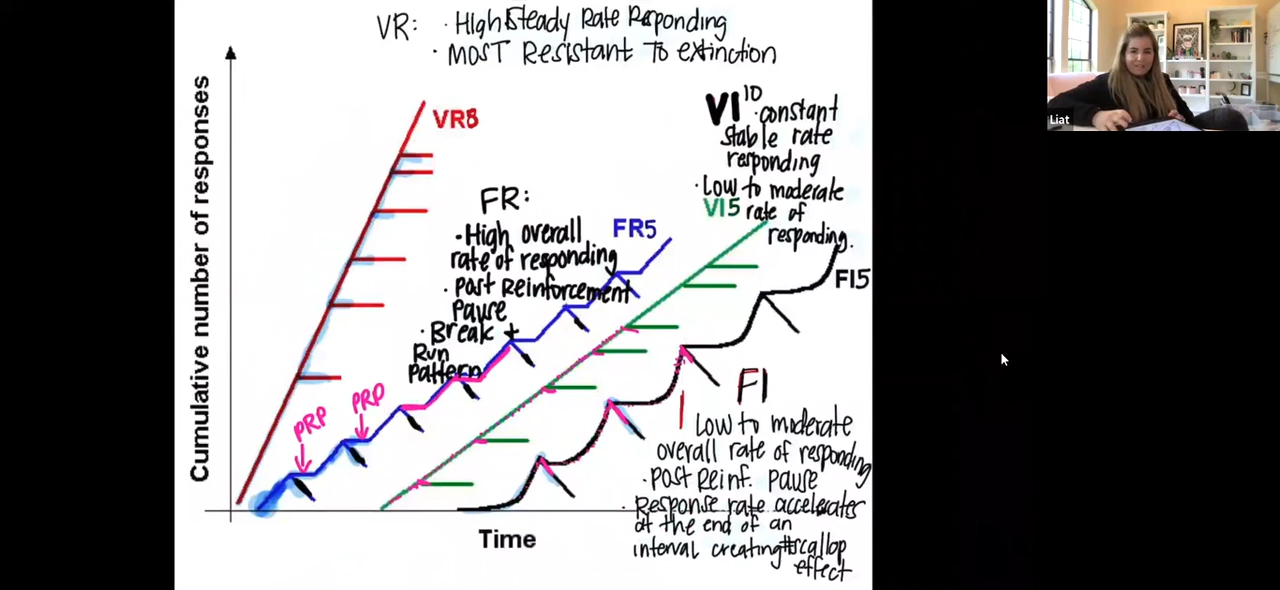 VR: · High Steady Rate Responding
· Most Resistant To extinction
Liat
Cumulative number of responses
VR8
VI 10
· constant
stable rate
responding
· Low to moderate
rate of
responding.
VI5
FR:
· High overall
rate of responding
· Post Reinforcement
Pause
· Break +
Run
Pattern
FR5
FI5
PRP
PRP
FI
Low to moderate
overall rate of responding
· Post Reinf. Pause
· Response rate accelerates
at the end of an
interval creating
scallop
effect
Time